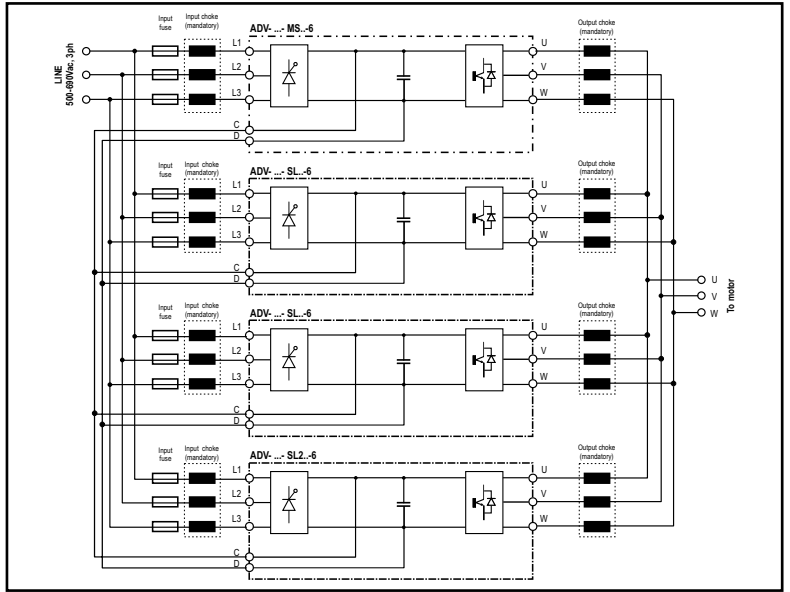 Input
fuse
Input choke
(mandatory)
ADV- ...- MS..-6
Output choke
(mandatory)
LINE
500-690Vac, 3ph
L1
L2
L3
C
D
U
V
W
Input
fuse
Input choke
(mandatory)
ADV- ...- SL..-6
Output choke
(mandatory)
L1
L2
L3
C
D
U
V
W
U
V
W
To motor
Input
fuse
Input choke
(mandatory)
ADV- ...- SL..-6
Output choke
(mandatory)
L1
L2
L3
C
D
U
V
W
Input
fuse
Input choke
(mandatory)
ADV- ...- SL2..-6
Output choke
(mandatory)
L1
L2
L3
C
D
U
V
W